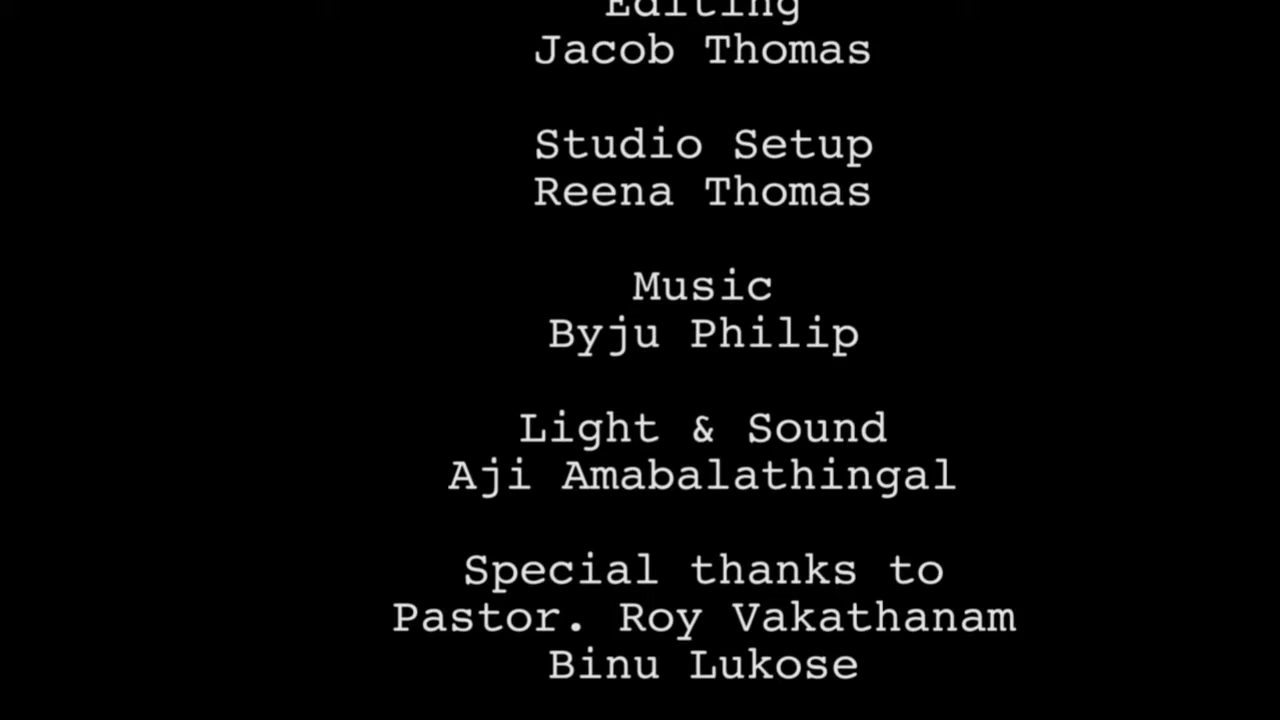 Editing
Jacob Thomas
Studio Setup
Reena Thomas
Music
Byju Philip
Light & Sound
Aji Amabalathingal
Special thanks to
Pastor. Roy Vakathanam
Binu Lukose